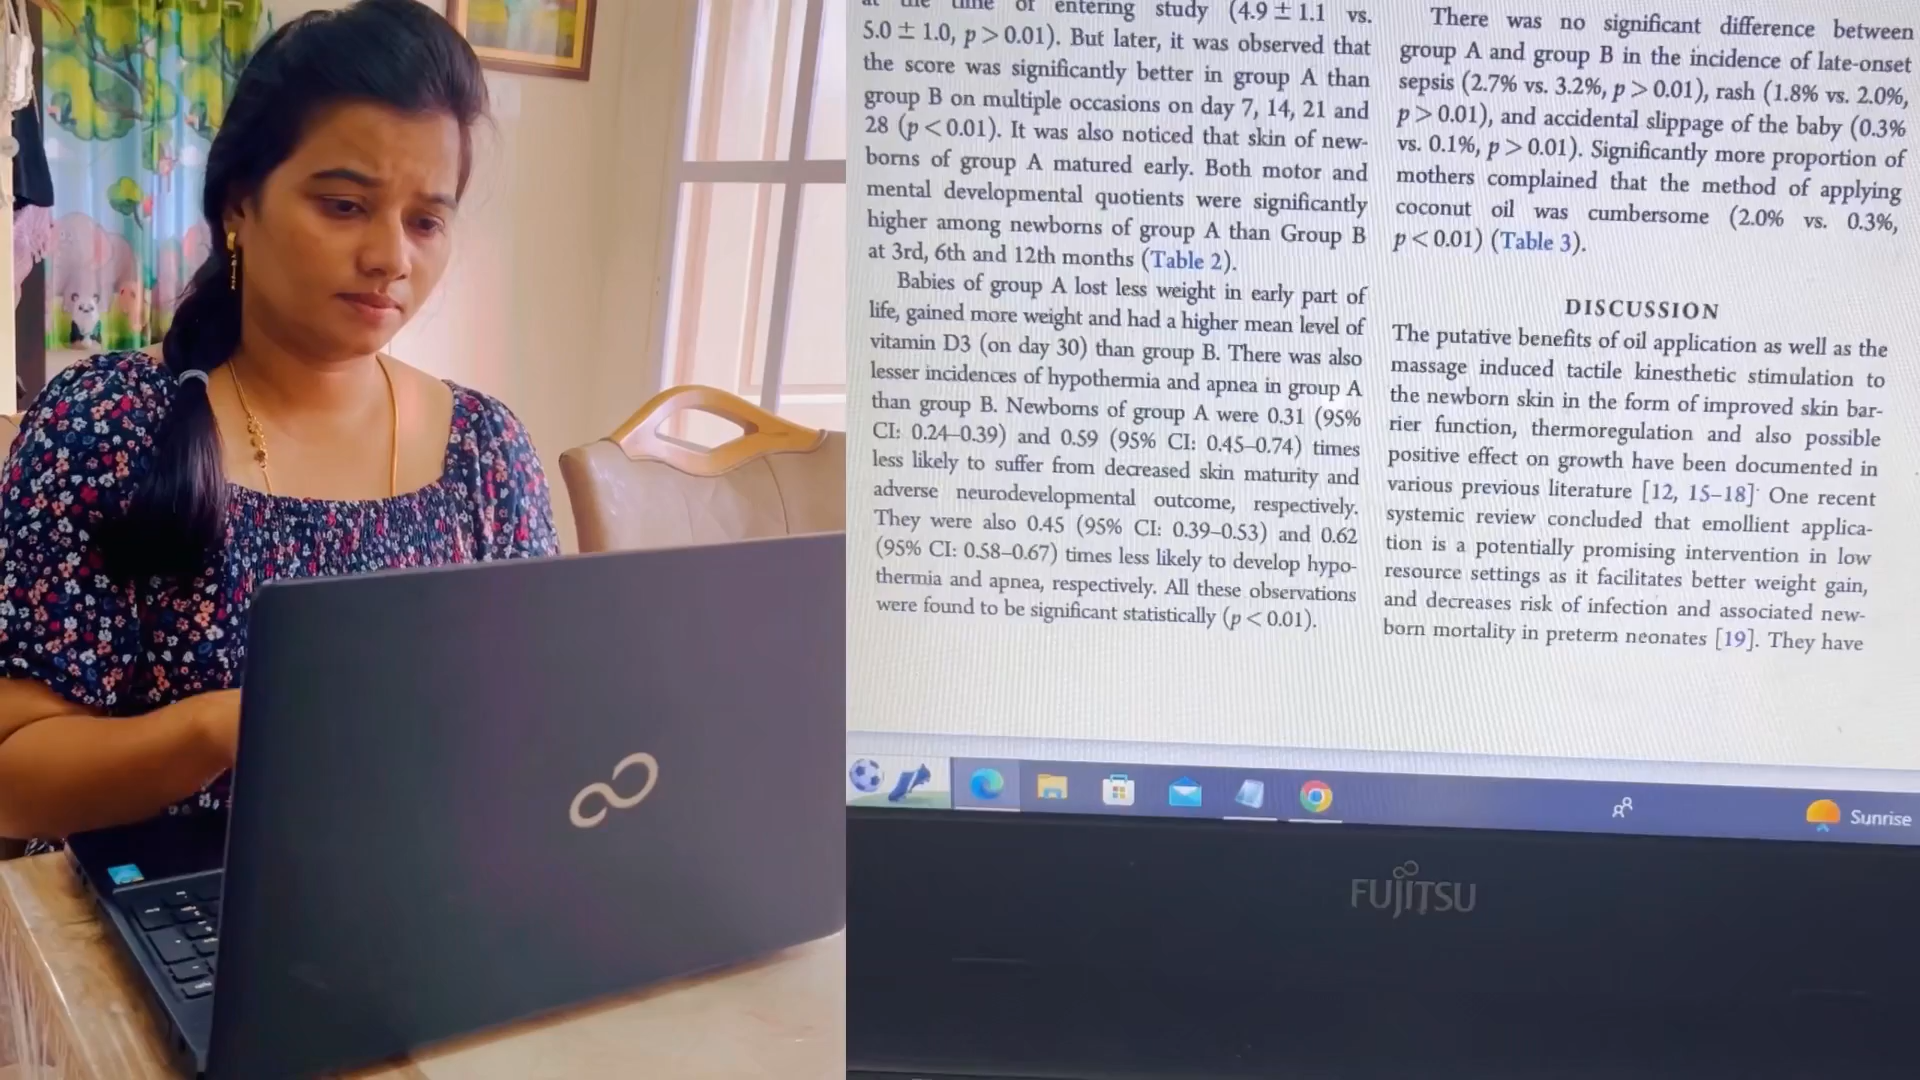 at the time of entering study (4.9 ± 1.1 vs.
5.0 ± 1.0, p > 0.01). But later, it was observed that
the score was significantly better in group A than
group B on multiple occasions on day 7, 14, 21 and
28 (p < 0.01). It was also noticed that skin of new-
borns of group A matured early. Both motor and
mental developmental quotients were significantly
higher among newborns of group A than Group B
at 3rd, 6th and 12th months (Table 2).
Babies of group A lost less weight in early part of
life, gained more weight and had a higher mean level of
vitamin D3 (on day 30) than group B. There was also
lesser incidences of hypothermia and apnea in group A
than group B. Newborns of group A were 0.31 (95%
CI: 0.24–0.39) and 0.59 (95% CI: 0.45–0.74) times
less likely to suffer from decreased skin maturity and
adverse neurodevelopmental outcome, respectively.
They were also 0.45 (95% CI: 0.39–0.53) and 0.62
(95% CI: 0.58–0.67) times less likely to develop hypo-
thermia and apnea, respectively. All these observations
were found to be significant statistically (p < 0.01).
There was no significant difference between
group A and group B in the incidence of late-onset
sepsis (2.7% vs. 3.2%, p > 0.01), rash (1.8% vs. 2.0%,
p > 0.01), and accidental slippage of the baby (0.3%
vs. 0.1%, p > 0.01). Significantly more proportion of
mothers complained that the method of applying
coconut oil was cumbersome (2.0% vs. 0.3%,
p < 0.01) (Table 3).
DISCUSSION
The putative benefits of oil application as well as the
massage induced tactile kinesthetic stimulation to
the newborn skin in the form of improved skin bar-
rier function, thermoregulation and also possible
positive effect on growth have been documented in
various previous literature [12, 15–18]. One recent
systemic review concluded that emollient applica-
tion is a potentially promising intervention in low
resource settings as it facilitates better weight gain,
and decreases risk of infection and associated new-
born mortality in preterm neonates [19]. They have
Sunrise
FUJITSU